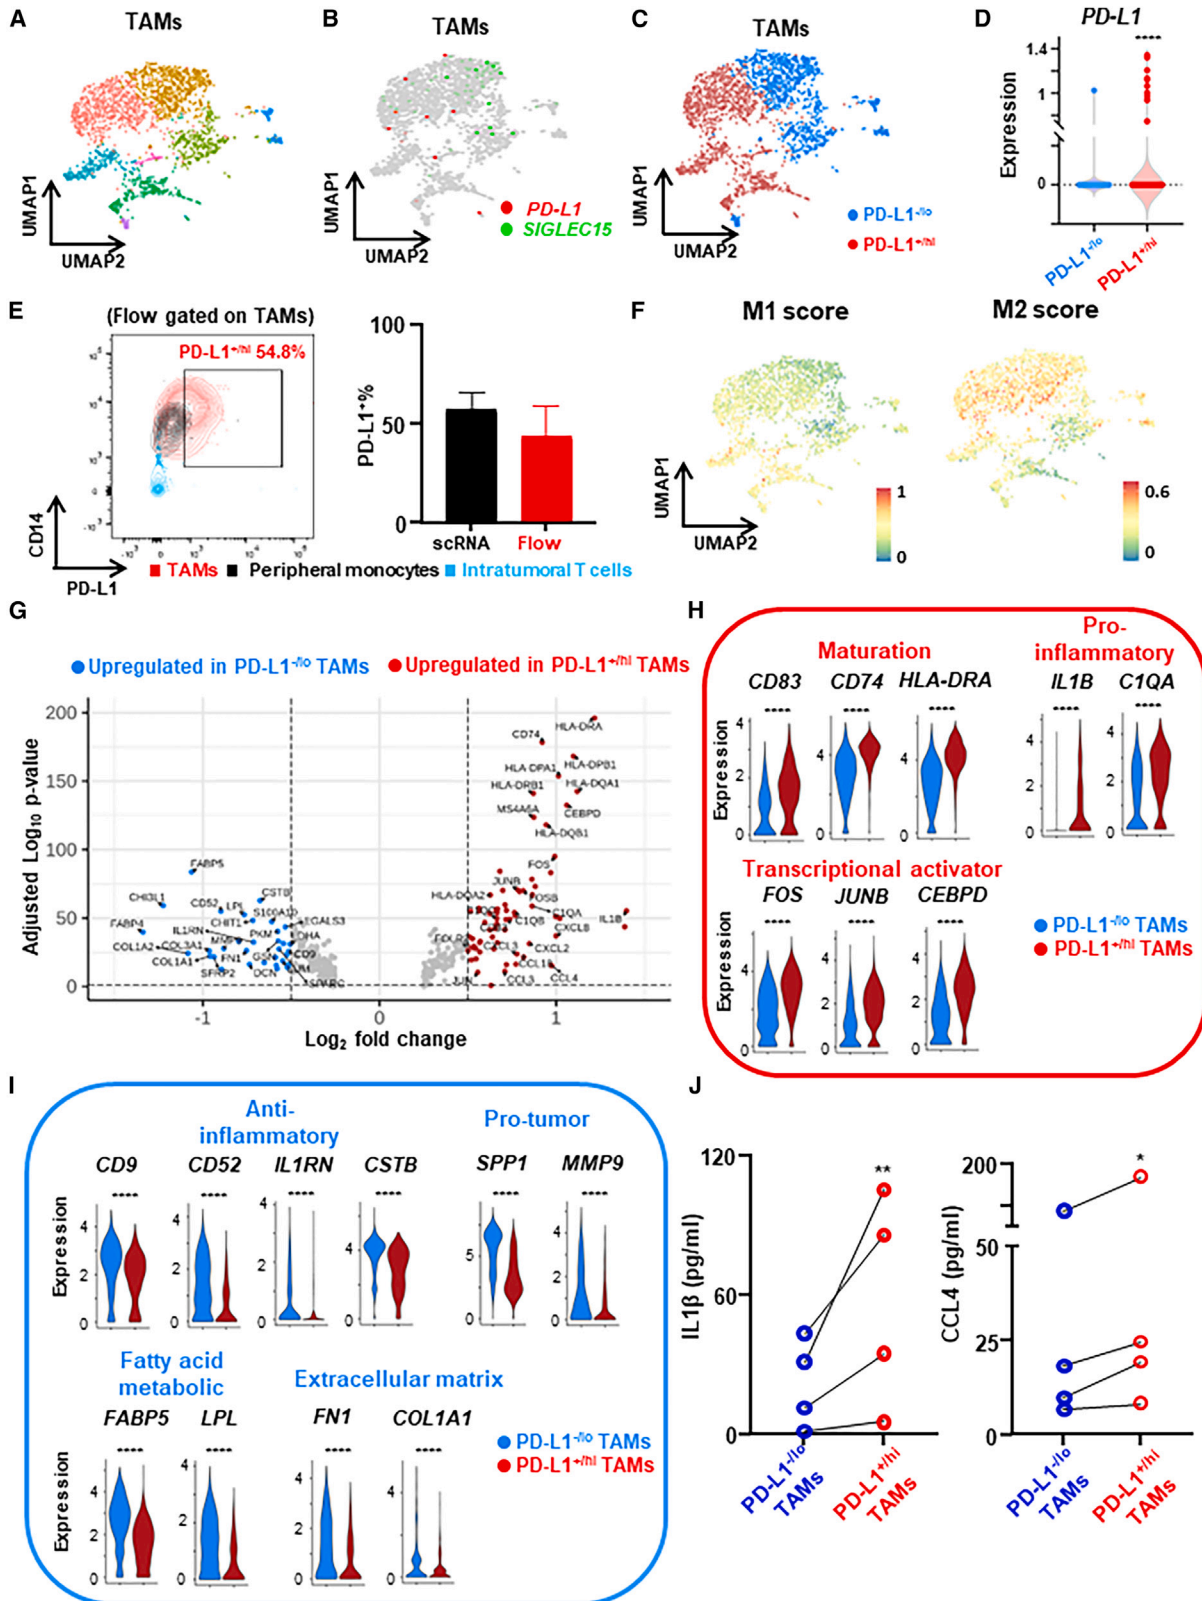 A
TAMs
UMAP1
UMAP2
B
TAMs
UMAP1
UMAP2
PD-L1
SIGLEC15
C
TAMs
UMAP1
UMAP2
PD-L1-/lo
PD-L1+/hi
D
PD-L1
****
Expression
1.4
1
0
PD-L1-/lo
PD-L1+/hi
E
(Flow gated on TAMs)
PD-L1+/hi 54.8%
CD14
PD-L1
TAMs
Peripheral monocytes
Intratumoral T cells
PD-L1+%
100
50
0
scRNA
Flow
F
M1 score
M2 score
UMAP1
UMAP2
1
0
0.6
0
G
Upregulated in PD-L1-/lo TAMs
Upregulated in PD-L1+/hi TAMs
Adjusted Log10 p-value
200
150
100
50
0
-1
0
1
Log2 fold change
HLA-DRA
CD74
HLA-DPB1
HLA-DPA1
HLA-DRB1
HLA-DQA1
MS4A6A
CEBPD
HLA-DQB1
FOS
JUNB
HLA-DQA2
FOSB
C1QA
C1QB
IL1B
CXCL8
CXCL3
CXCL2
FOLR2
JUN
CCL3
CCL4
FABP5
CHI3L1
CD52
LPL
CSTB
S100A10
FABP4
CHIT1
LGALS3
IL1RN
PKM
LDHA
COL1A2
COL3A1
COL1A1
FN1
GSN
CD9
SFRP2
DCN
LUM
SPARC
H
Maturation
Pro-
inflammatory
CD83
CD74
HLA-DRA
IL1B
C1QA
****
****
****
****
****
Expression
Transcriptional activator
FOS
JUNB
CEBPD
****
****
****
Expression
PD-L1-/lo TAMs
PD-L1+/hi TAMs
I
Anti-
inflammatory
Pro-tumor
CD9
CD52
IL1RN
CSTB
SPP1
MMP9
****
****
****
****
****
****
Expression
Fatty acid
metabolic
Extracellular matrix
FABP5
LPL
FN1
COL1A1
****
****
****
****
Expression
PD-L1-/lo TAMs
PD-L1+/hi TAMs
J
IL1β (pg/ml)
120
60
0
**
PD-L1-/lo
TAMs
PD-L1+/hi
TAMs
CCL4 (pg/ml)
200
50
25
0
*
PD-L1-/lo
TAMs
PD-L1+/hi
TAMs